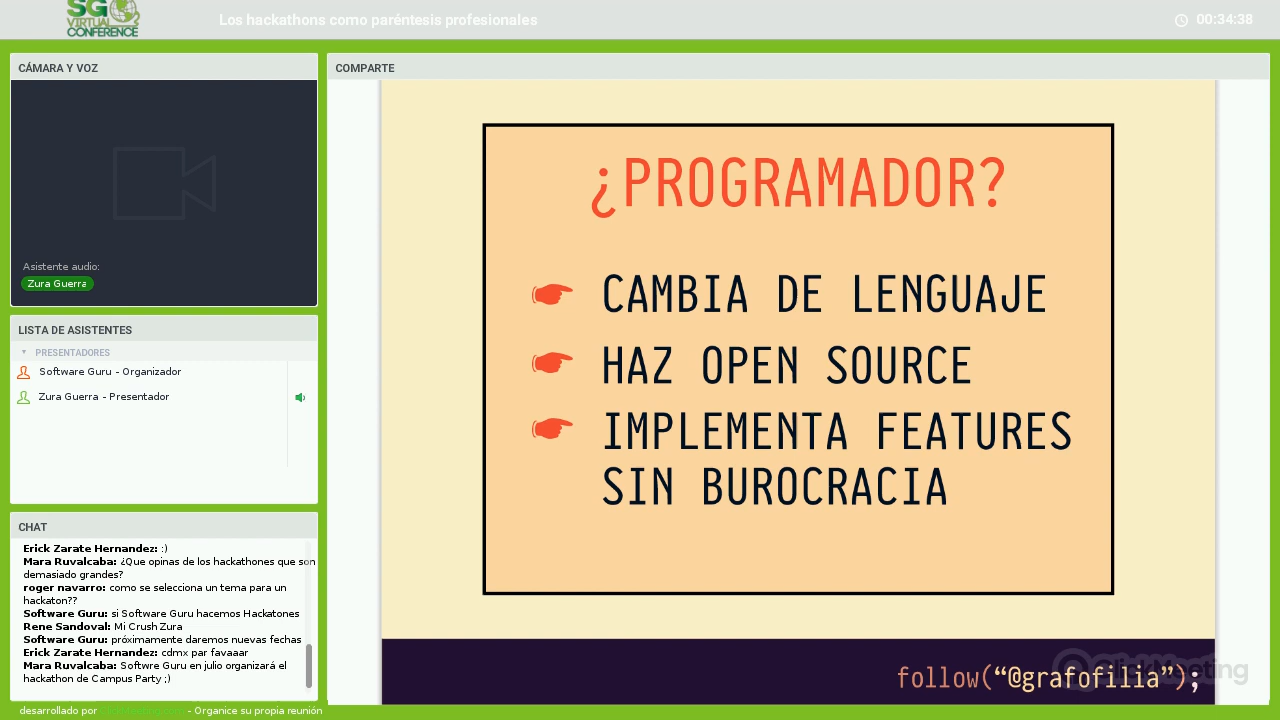 SG
VIRTUAL
CONFERENCE
Los hackathons como paréntesis profesionales
00:34:38
CÁMARA Y VOZ
Asistente audio:
Zura Guerra
LISTA DE ASISTENTES
PRESENTADORES
Software Guru - Organizador
Zura Guerra - Presentador
CHAT
Erick Zarate Hernandez: :)
Mara Ruvalcaba: ¿Que opinas de los hackathones que son
demasiado grandes?
roger navarro: como se selecciona un tema para un
hackaton??
Software Guru: si Software Guru hacemos Hackatones
Rene Sandoval: Mi Crush Zura
Software Guru: próximamente daremos nuevas fechas
Erick Zarate Hernandez: cdmx par favaaar
Mara Ruvalcaba: Softwre Guru en julio organizará el
hackathon de Campus Party ;)
desarrollado por - Organice su propia reunión
COMPARTE
¿PROGRAMADOR?
CAMBIA DE LENGUAJE
HAZ OPEN SOURCE
IMPLEMENTA FEATURES
SIN BUROCRACIA
follow(“@grafofilia”);
ClickMeeting